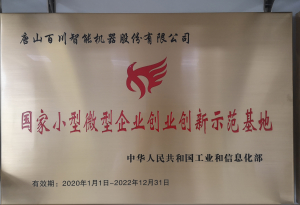 唐山百川智能机器股份有限公司
国家小型微型企业创业创新示范基地
中华人民共和国工业和信息化部
有效期：2020年1月1日-2022年12月31日